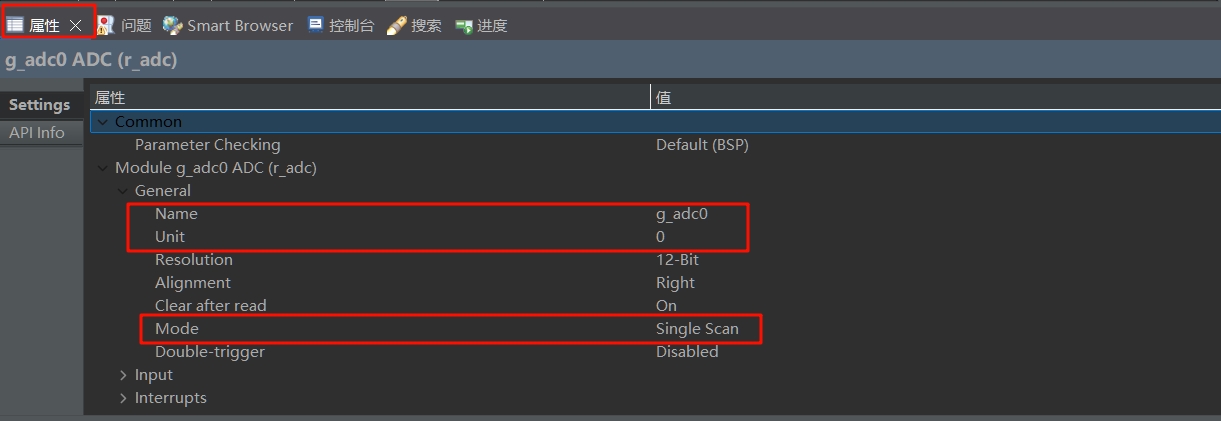 属性 问题 Smart Browser 控制台 搜索 进度
g_adc0 ADC (r_adc)
Settings
API Info
属性 值
Common
Parameter Checking Default (BSP)
Module g_adc0 ADC (r_adc)
General
Name g_adc0
Unit 0
Resolution 12-Bit
Alignment Right
Clear after read On
Mode Single Scan
Double-trigger Disabled
Input
Interrupts